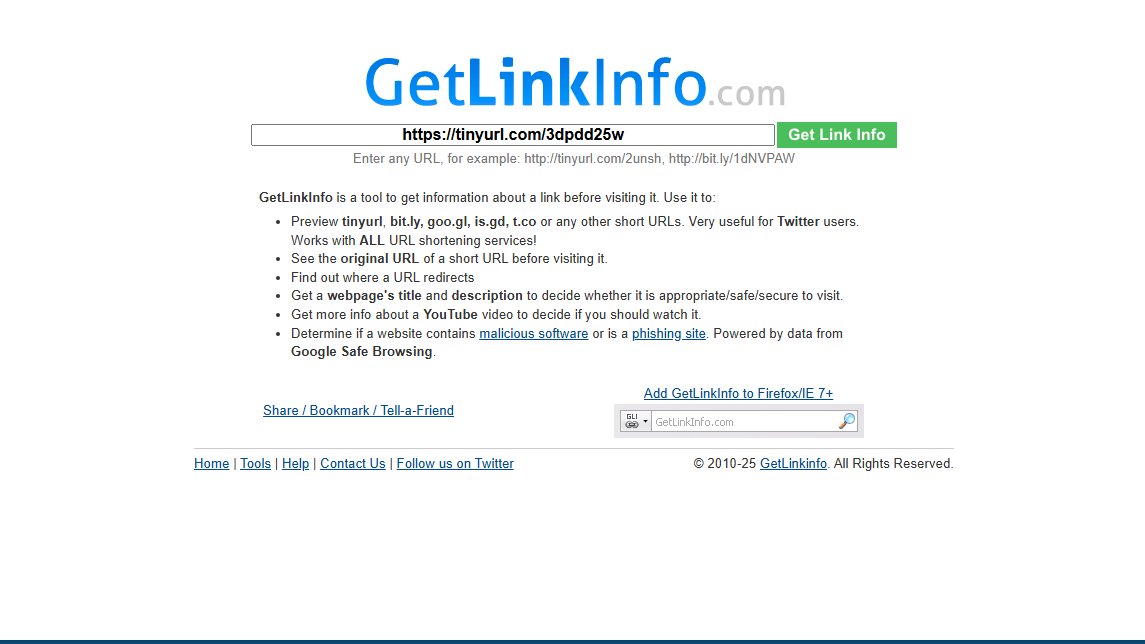 GetLinkInfo.com
https://tinyurl.com/3dpdd25w Get Link Info
Enter any URL, for example: http://tinyurl.com/2unsh, http://bit.ly/1dNVPAW
GetLinkInfo is a tool to get information about a link before visiting it. Use it to:
• Preview tinyurl, bit.ly, goo.gl, is.gd, t.co or any other short URLs. Very useful for Twitter users.
Works with ALL URL shortening services!
• See the original URL of a short URL before visiting it.
• Find out where a URL redirects
• Get a webpage's title and description to decide whether it is appropriate/safe/secure to visit.
• Get more info about a YouTube video to decide if you should watch it.
• Determine if a website contains malicious software or is a phishing site. Powered by data from
Google Safe Browsing.
Add GetLinkInfo to Firefox/IE 7+
Share / Bookmark / Tell-a-Friend
GLI GetLinkInfo.com
Home | Tools | Help | Contact Us | Follow us on Twitter © 2010-25 GetLinkinfo. All Rights Reserved.